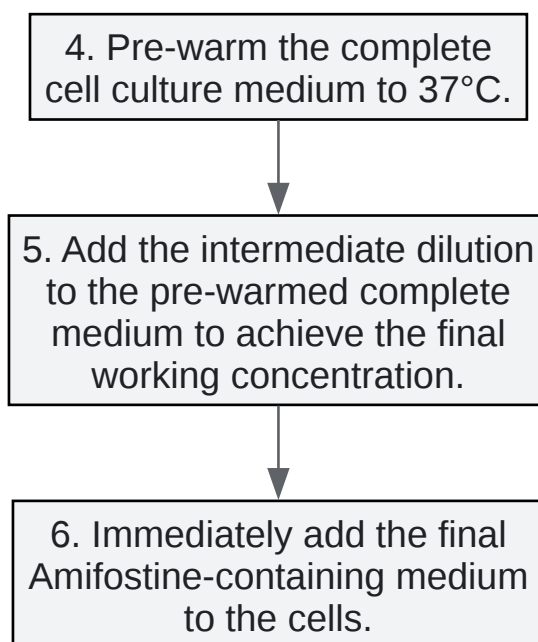 4. Pre-warm the complete
cell culture medium to 37°C.
5. Add the intermediate dilution
to the pre-warmed complete
medium to achieve the final
working concentration.
6. Immediately add the final
Amifostine-containing medium
to the cells.